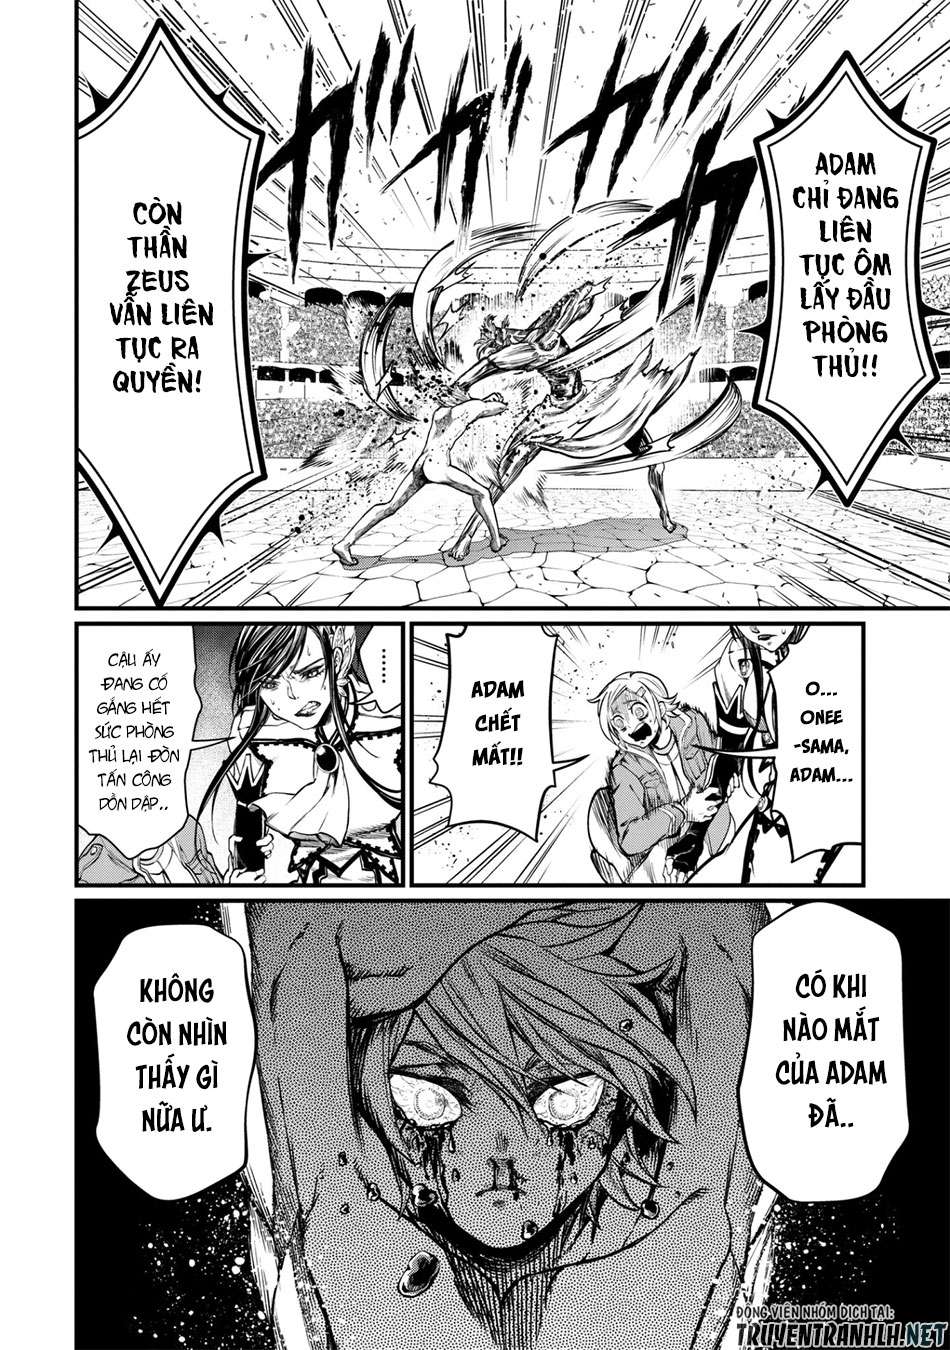 ガガガガ
ADAM
CHỈ ĐANG
LIÊN
TỤC ÔM
LẤY ĐẦU
PHÒNG
THỦ!!
CÒN
THẦN
ZEUS
VẪN LIÊN
TỤC RA
QUYỀN!
O...
ONEE
-SAMA,
ADAM...
ADAM
CHẾT
MẤT!!
......
CẬU ẤY
ĐANG CÓ
GẮNG HẾT
SỨC PHÒNG
THỦ LẠI ĐÒN
TẤN CÔNG
DỒN DẬP..
CÓ KHI
NÀO MẮT
CỦA ADAM
ĐÃ..
KHÔNG
CÒN NHÌN
THẤY GÌ
NỮA Ư.
ĐỘNG VIÊN NHÓM DỊCH TẠI:
TRUYENTRANHLH.NET